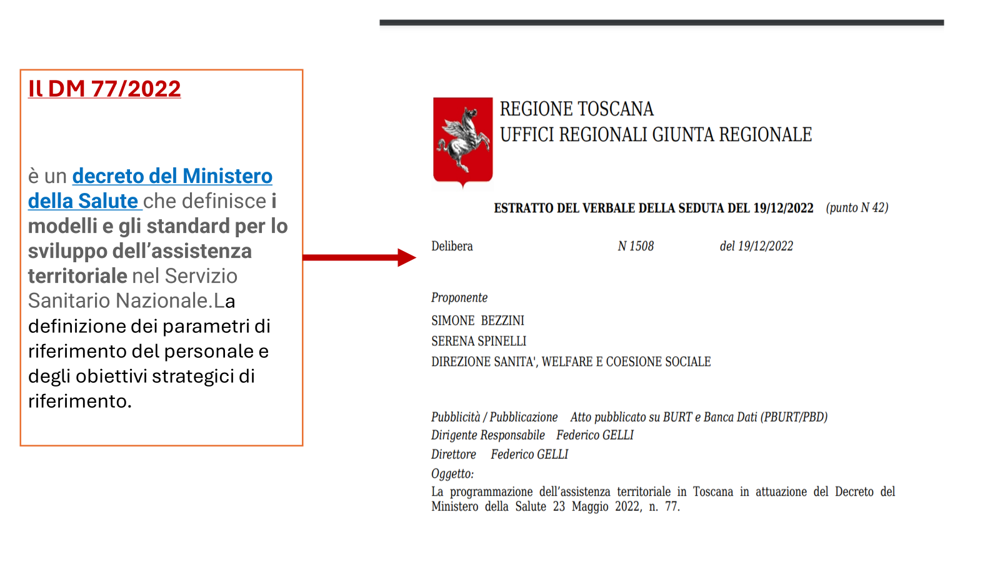 Il DM 77/2022
è un decreto del Ministero
della Salute che definisce i
modelli e gli standard per lo
sviluppo dell’assistenza
territoriale nel Servizio
Sanitario Nazionale.La
definizione dei parametri di
riferimento del personale e
degli obiettivi strategici di
riferimento.
REGIONE TOSCANA
UFFICI REGIONALI GIUNTA REGIONALE
ESTRATTO DEL VERBALE DELLA SEDUTA DEL 19/12/2022 (punto N 42)
Delibera N 1508 del 19/12/2022
Proponente
SIMONE BEZZINI
SERENA SPINELLI
DIREZIONE SANITA', WELFARE E COESIONE SOCIALE
Pubblicità / Pubblicazione Atto pubblicato su BURT e Banca Dati (PBURT/PBD)
Dirigente Responsabile Federico GELLI
Direttore Federico GELLI
Oggetto:
La programmazione dell’assistenza territoriale in Toscana in attuazione del Decreto del
Ministero della Salute 23 Maggio 2022, n. 77.